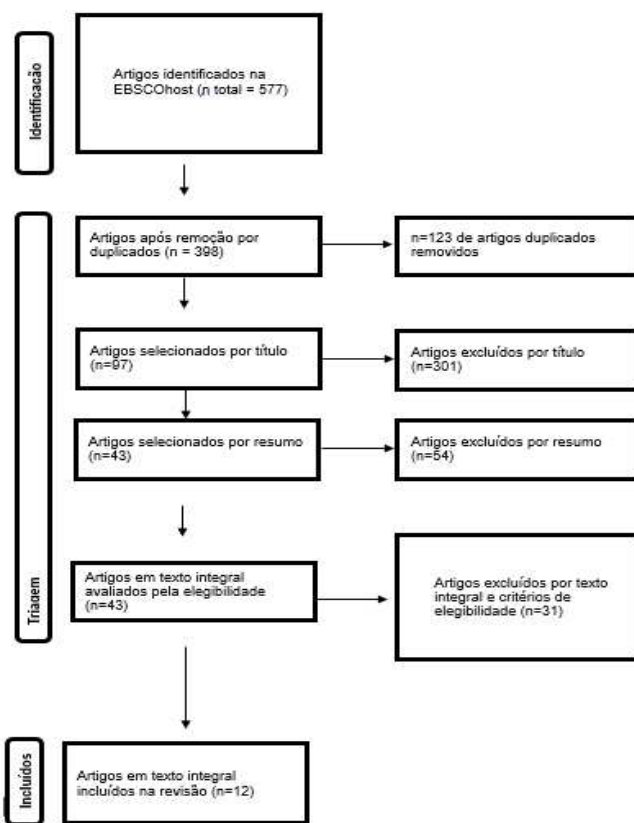 Identificação
Artigos identificados na
EBSCOhost (n total = 577)
Triagem
Artigos após remoção por
duplicados (n = 398)
n=123 de artigos duplicados
removidos
Artigos selecionados por título
(n=97)
Artigos excluídos por título
(n=301)
Artigos selecionados por resumo
(n=43)
Artigos excluídos por resumo
(n=54)
Artigos em texto integral
avaliados pela elegibilidade
(n=43)
Artigos excluídos por texto
integral e critérios de
elegibilidade (n=31)
Incluídos
Artigos em texto integral
incluídos na revisão (n=12)